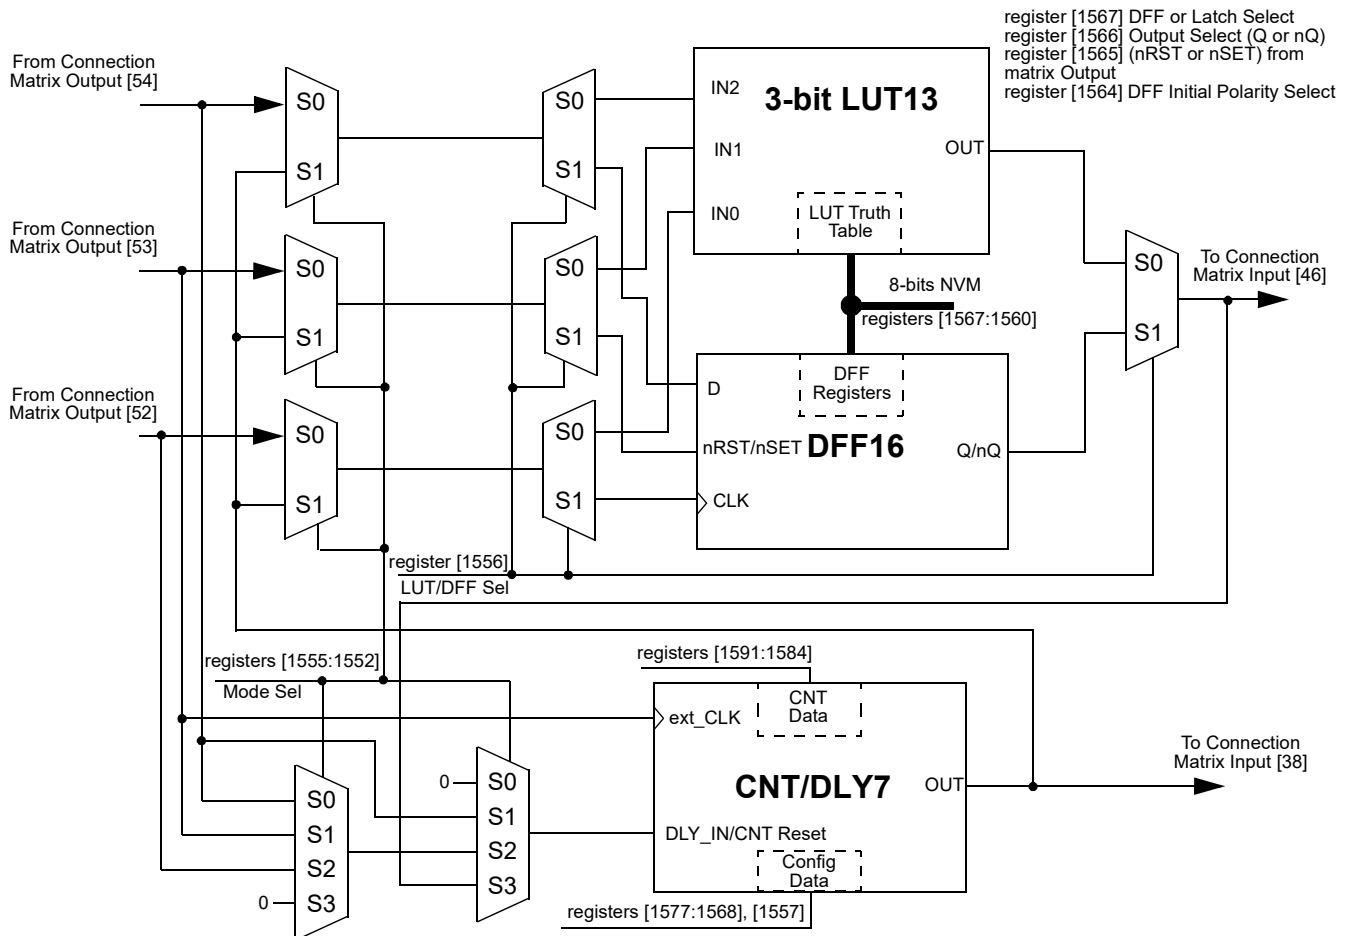 register [1567] DFF or Latch Select
register [1566] Output Select (Q or nQ)
register [1565] (nRST or nSET) from
matrix Output
register [1564] DFF Initial Polarity Select
From Connection
Matrix Output [54]
S0
S1
S0
S1
IN2
3-bit LUT13
IN1
OUT
IN0
LUT Truth
Table
From Connection
Matrix Output [53]
S0
S1
S0
S1
8-bits NVM
registers [1567:1560]
S0
S1
To Connection
Matrix Input [46]
From Connection
Matrix Output [52]
S0
S1
S0
S1
D
DFF
Registers
nRST/nSET
DFF16
Q/nQ
CLK
register [1556]
LUT/DFF Sel
registers [1555:1552]
Mode Sel
registers [1591:1584]
ext_CLK
CNT
Data
CNT/DLY7
OUT
To Connection
Matrix Input [38]
DLY_IN/CNT Reset
Config
Data
0
S0
S1
S2
S3
S0
S1
S2
0
S3
registers [1577:1568], [1557]